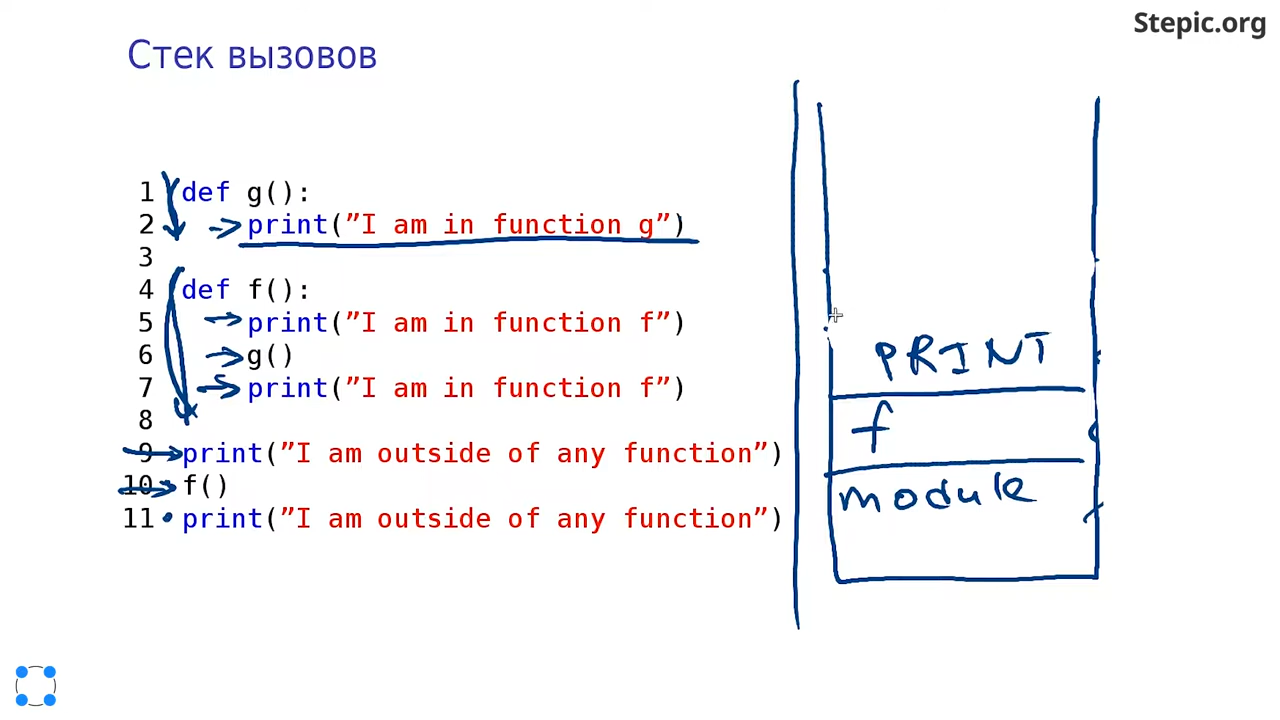 Stepic.org
Стек вызовов
1 def g():
2 print(”I am in function g”)
3
4 def f():
5 print(”I am in function f”)
6 g()
7 print(”I am in function f”)
8
9 print(”I am outside of any function”)
10 f()
11 print(”I am outside of any function”)
PRINT
f
module